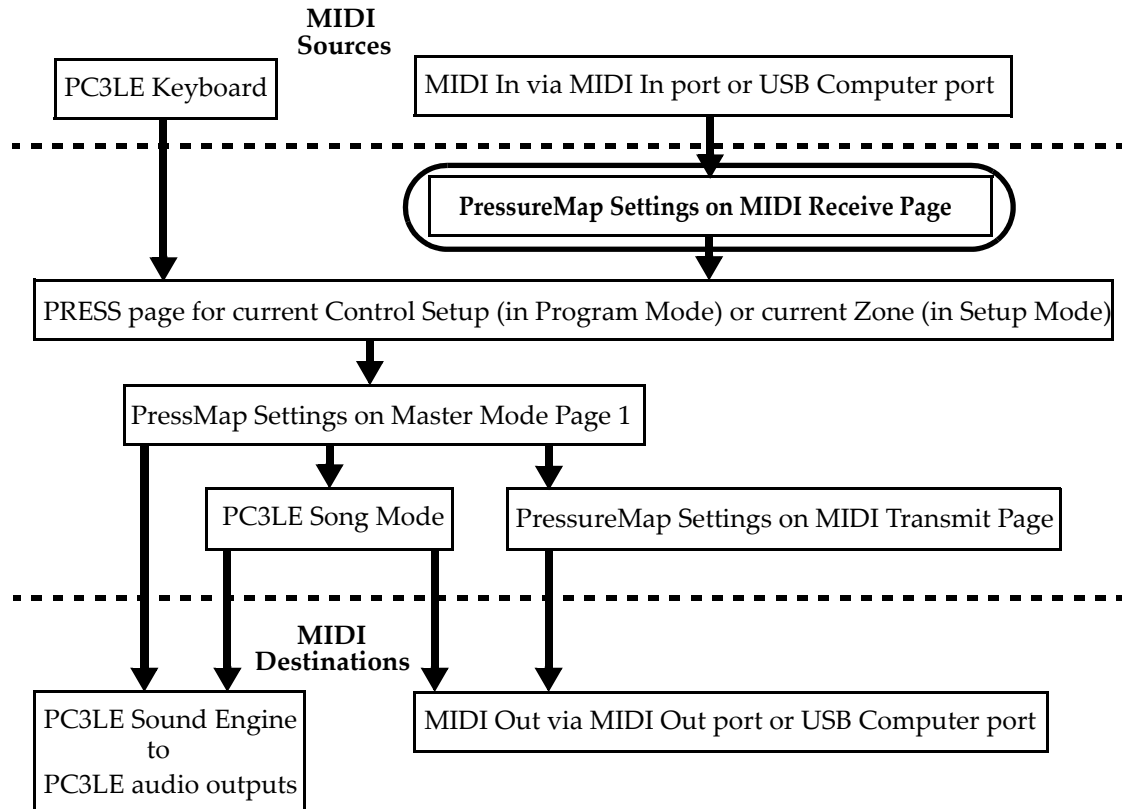 MIDI
Sources
PC3LE Keyboard
MIDI In via MIDI In port or USB Computer port
PressureMap Settings on MIDI Receive Page
PRESS page for current Control Setup (in Program Mode) or current Zone (in Setup Mode)
PressMap Settings on Master Mode Page 1
PC3LE Song Mode
PressureMap Settings on MIDI Transmit Page
MIDI
Destinations
PC3LE Sound Engine
to
PC3LE audio outputs
MIDI Out via MIDI Out port or USB Computer port